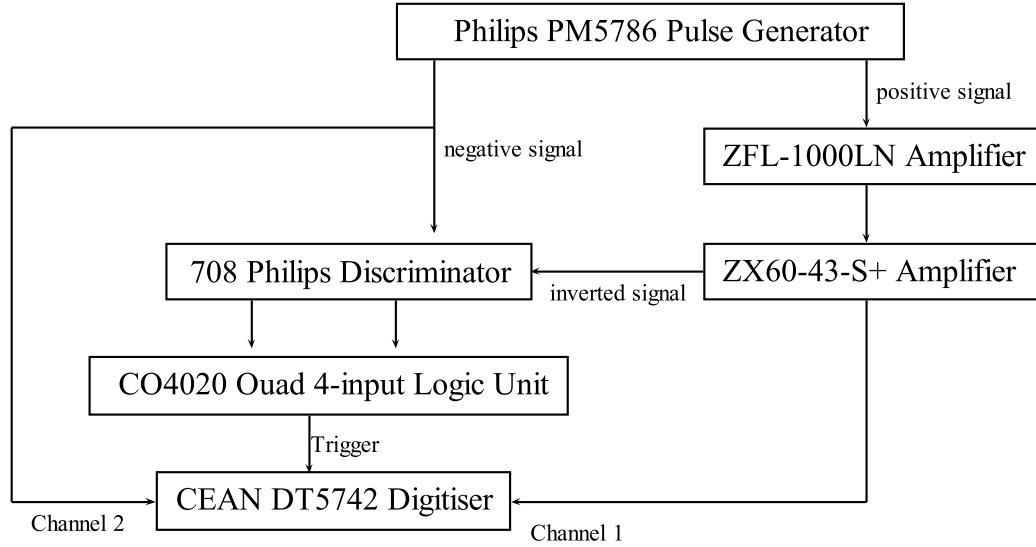 Philips PM5786 Pulse Generator
positive signal
negative signal
ZFL-1000LN Amplifier
708 Philips Discriminator
inverted signal
ZX60-43-S+ Amplifier
CO4020 Ouad 4-input Logic Unit
Trigger
CEAN DT5742 Digitiser
Channel 2
Channel 1